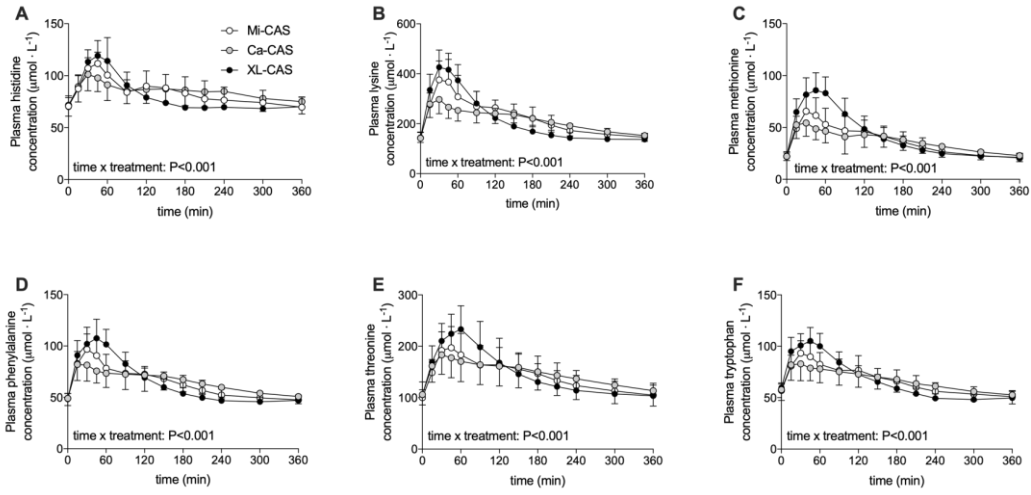 A
Plasma histidine
concentration (μmol · L⁻¹)
150
100
50
0
Mi-CAS
Ca-CAS
XL-CAS
time x treatment: P<0.001
0 60 120 180 240 300 360
time (min)
B
Plasma lysine
concentration (μmol · L⁻¹)
600
400
200
0
time x treatment: P<0.001
0 60 120 180 240 300 360
time (min)
C
Plasma methionine
concentration (μmol · L⁻¹)
150
100
50
0
time x treatment: P<0.001
0 60 120 180 240 300 360
time (min)
D
Plasma phenylalanine
concentration (μmol · L⁻¹)
150
100
50
0
time x treatment: P<0.001
0 60 120 180 240 300 360
time (min)
E
Plasma threonine
concentration (μmol · L⁻¹)
300
200
100
0
time x treatment: P<0.001
0 60 120 180 240 300 360
time (min)
F
Plasma tryptophan
concentration (μmol · L⁻¹)
150
100
50
0
time x treatment: P<0.001
0 60 120 180 240 300 360
time (min)